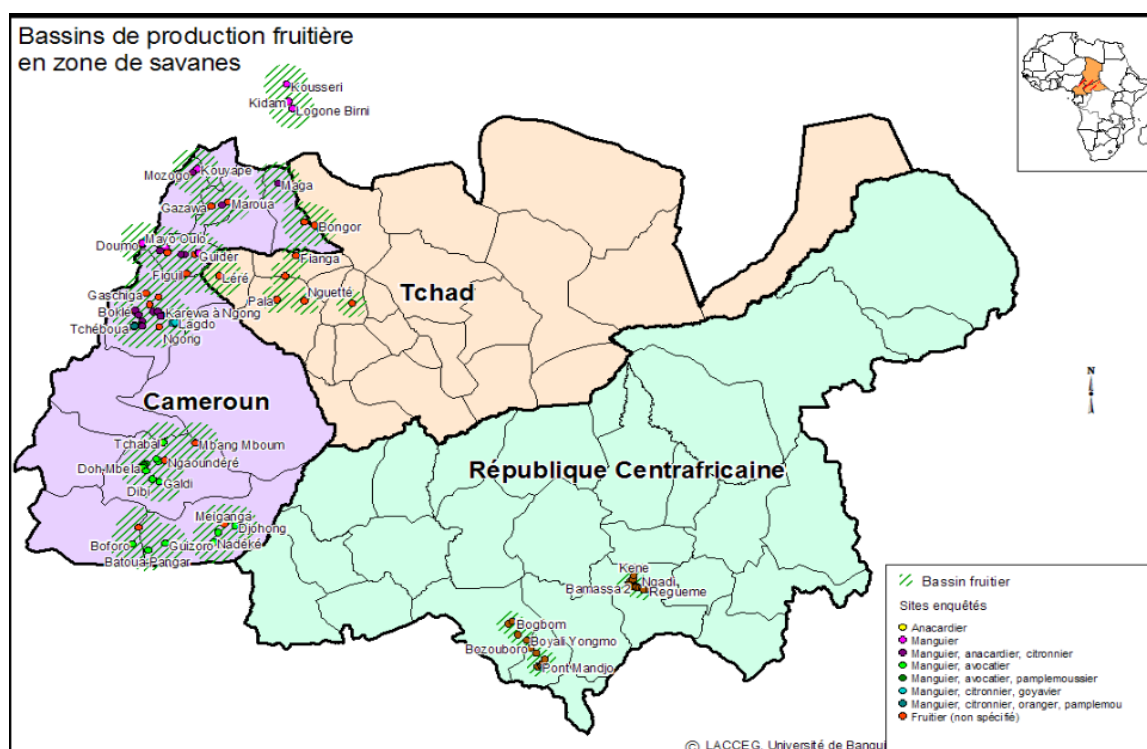 Bassins de production fruitière
en zone de savanes
Kousseri
Kidam
Logone Birni
Mozogo
Kouyape
Maga
Gazawa
Maroua
Bongor
Doumo
Mayo Oulo
Guider
Fianga
Figuil
Léré
Gaschiga
Pala
Nguetté
Tchad
Bokle
Karewa à Ngong
Tchéboua
Lagdo
Ngong
N
Cameroun
Tchabal
Mbang Mboum
Doh-Mbela
Ngaoundéré
Dibi
Galdi
République Centrafricaine
Meiganga
Djohong
Boforo
Guizoro
Nadéké
Batoua Pangar
Kene
Ngadi
Bamassa 2
Regueme
Bogbom
Boyali Yongmo
Bozouboro
Pont Mandjo
Bassin fruitier
Sites enquêtés
Anacardier
Manguier
Manguier, anacardier, citronnier
Manguier, avocatier
Manguier, avocatier, pamplemoussier
Manguier, citronnier, goyavier
Manguier, citronnier, oranger, pamplemou
Fruitier (non spécifié)
© LACCEG, Université de Bangui